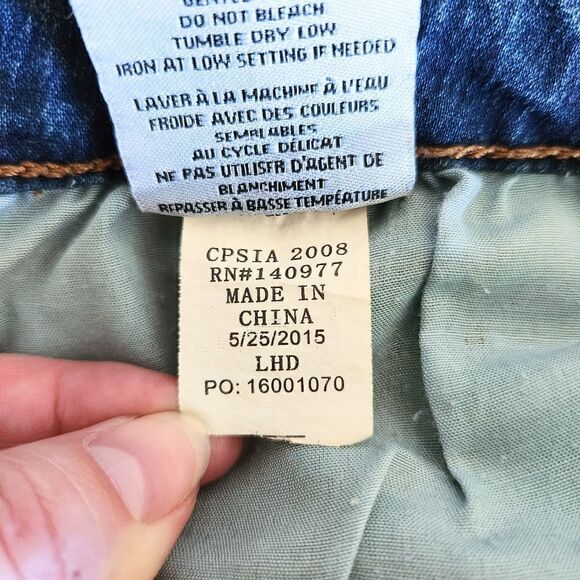 GENTLE
DO NOT BLEACH
TUMBLE DRY LOW
IRON AT LOW SETTING IF NEEDED
LAVER À LA MACHINE À L'EAU
FROIDE AVEC DES COULEURS
SEMBLABLES
AU CYCLE DÉLICAT
NE PAS UTILISER D'AGENT DE
BLANCHIMENT
REPASSER À BASSE TEMPÉATURE
CPSIA 2008
RN#140977
MADE IN
CHINA
5/25/2015
LHD
PO: 16001070